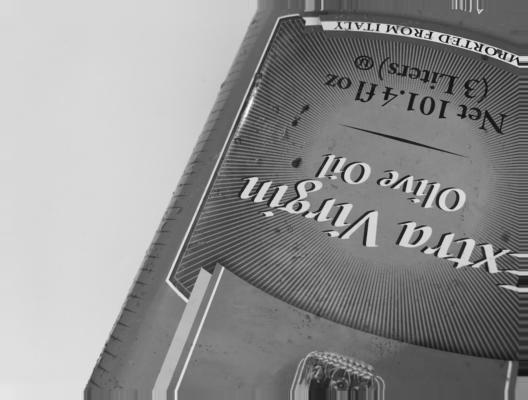 Extra Virgin
Olive Oil
Net 101.4 fl oz
(3 Liters)
IMPORTED FROM ITALY